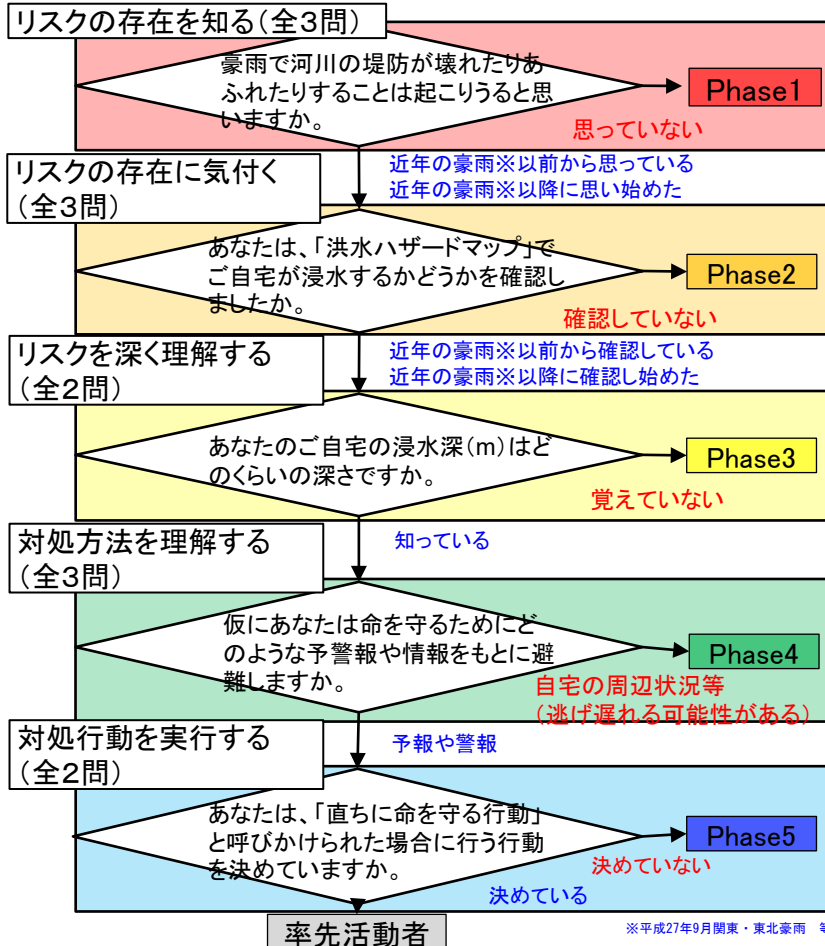 リスクの存在を知る(全3問)
豪雨で河川の堤防が壊れたりあ
ふれたりすることは起こりうると思
いますか。
Phase1
思っていない
近年の豪雨※以前から思っている
近年の豪雨※以降に思い始めた
リスクの存在に気付く
(全3問)
あなたは、「洪水ハザードマップ」で
ご自宅が浸水するかどうかを確認し
ましたか。
Phase2
確認していない
近年の豪雨※以前から確認している
近年の豪雨※以降に確認し始めた
リスクを深く理解する
(全2問)
あなたのご自宅の浸水深(m)はど
のくらいの深さですか。
Phase3
覚えていない
知っている
対処方法を理解する
(全3問)
仮にあなたは命を守るためにど
のような予警報や情報をもとに避
難しますか。
Phase4
自宅の周辺状況等
(逃げ遅れる可能性がある)
予報や警報
対処行動を実行する
(全2問)
あなたは、「直ちに命を守る行動」
と呼びかけられた場合に行う行動
を決めていますか。
Phase5
決めていない
決めている
率先活動者
※平成27年9月関東・東北豪雨 等